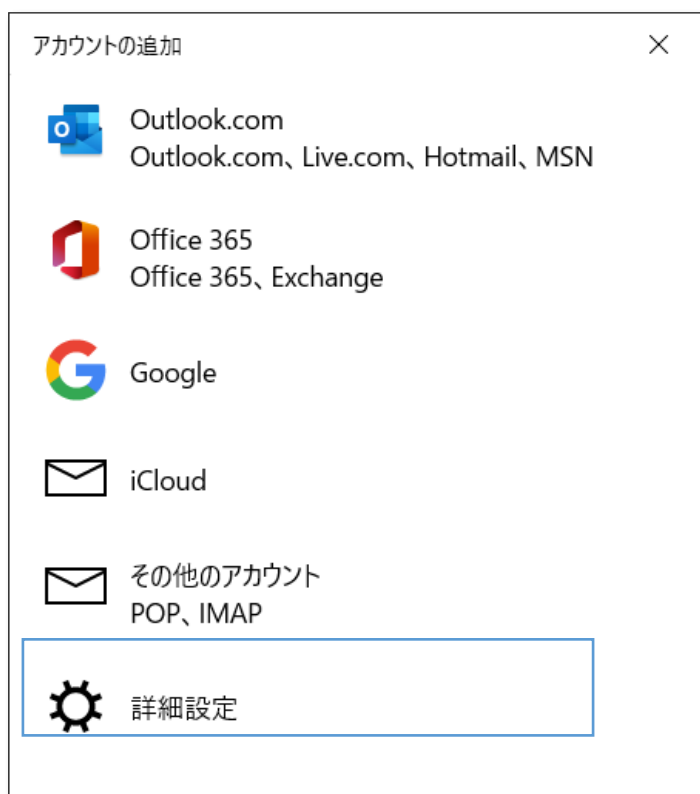 アカウントの追加
Outlook.com
Outlook.com、Live.com、Hotmail、MSN
Office 365
Office 365、Exchange
Google
iCloud
その他のアカウント
POP、IMAP
詳細設定